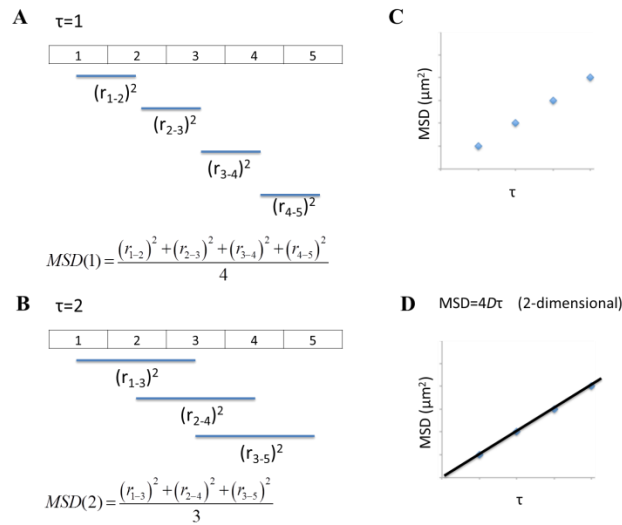 A τ=1
1 2 3 4 5
(r₁₋₂)²
(r₂₋₃)²
(r₃₋₄)²
(r₄₋₅)²
MSD(1) = ((r₁₋₂)² + (r₂₋₃)² + (r₃₋₄)² + (r₄₋₅)²) / 4
B τ=2
1 2 3 4 5
(r₁₋₃)²
(r₂₋₄)²
(r₃₋₅)²
MSD(2) = ((r₁₋₃)² + (r₂₋₄)² + (r₃₋₅)²) / 3
C
MSD (μm²)
τ
D MSD=4Dτ (2-dimensional)
MSD (μm²)
τ